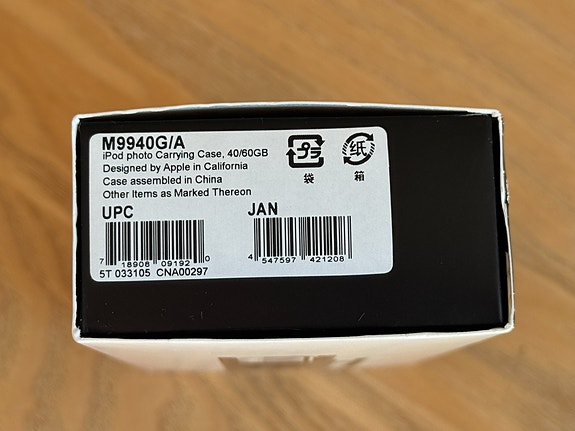 M9940G/A
iPod photo Carrying Case, 40/60GB
Designed by Apple in California
Case assembled in China
Other Items as Marked Thereon
プラ
袋
紙
箱
UPC
7 18908 09192 0
5T 033105 CNA00297
JAN
4 547597 421208